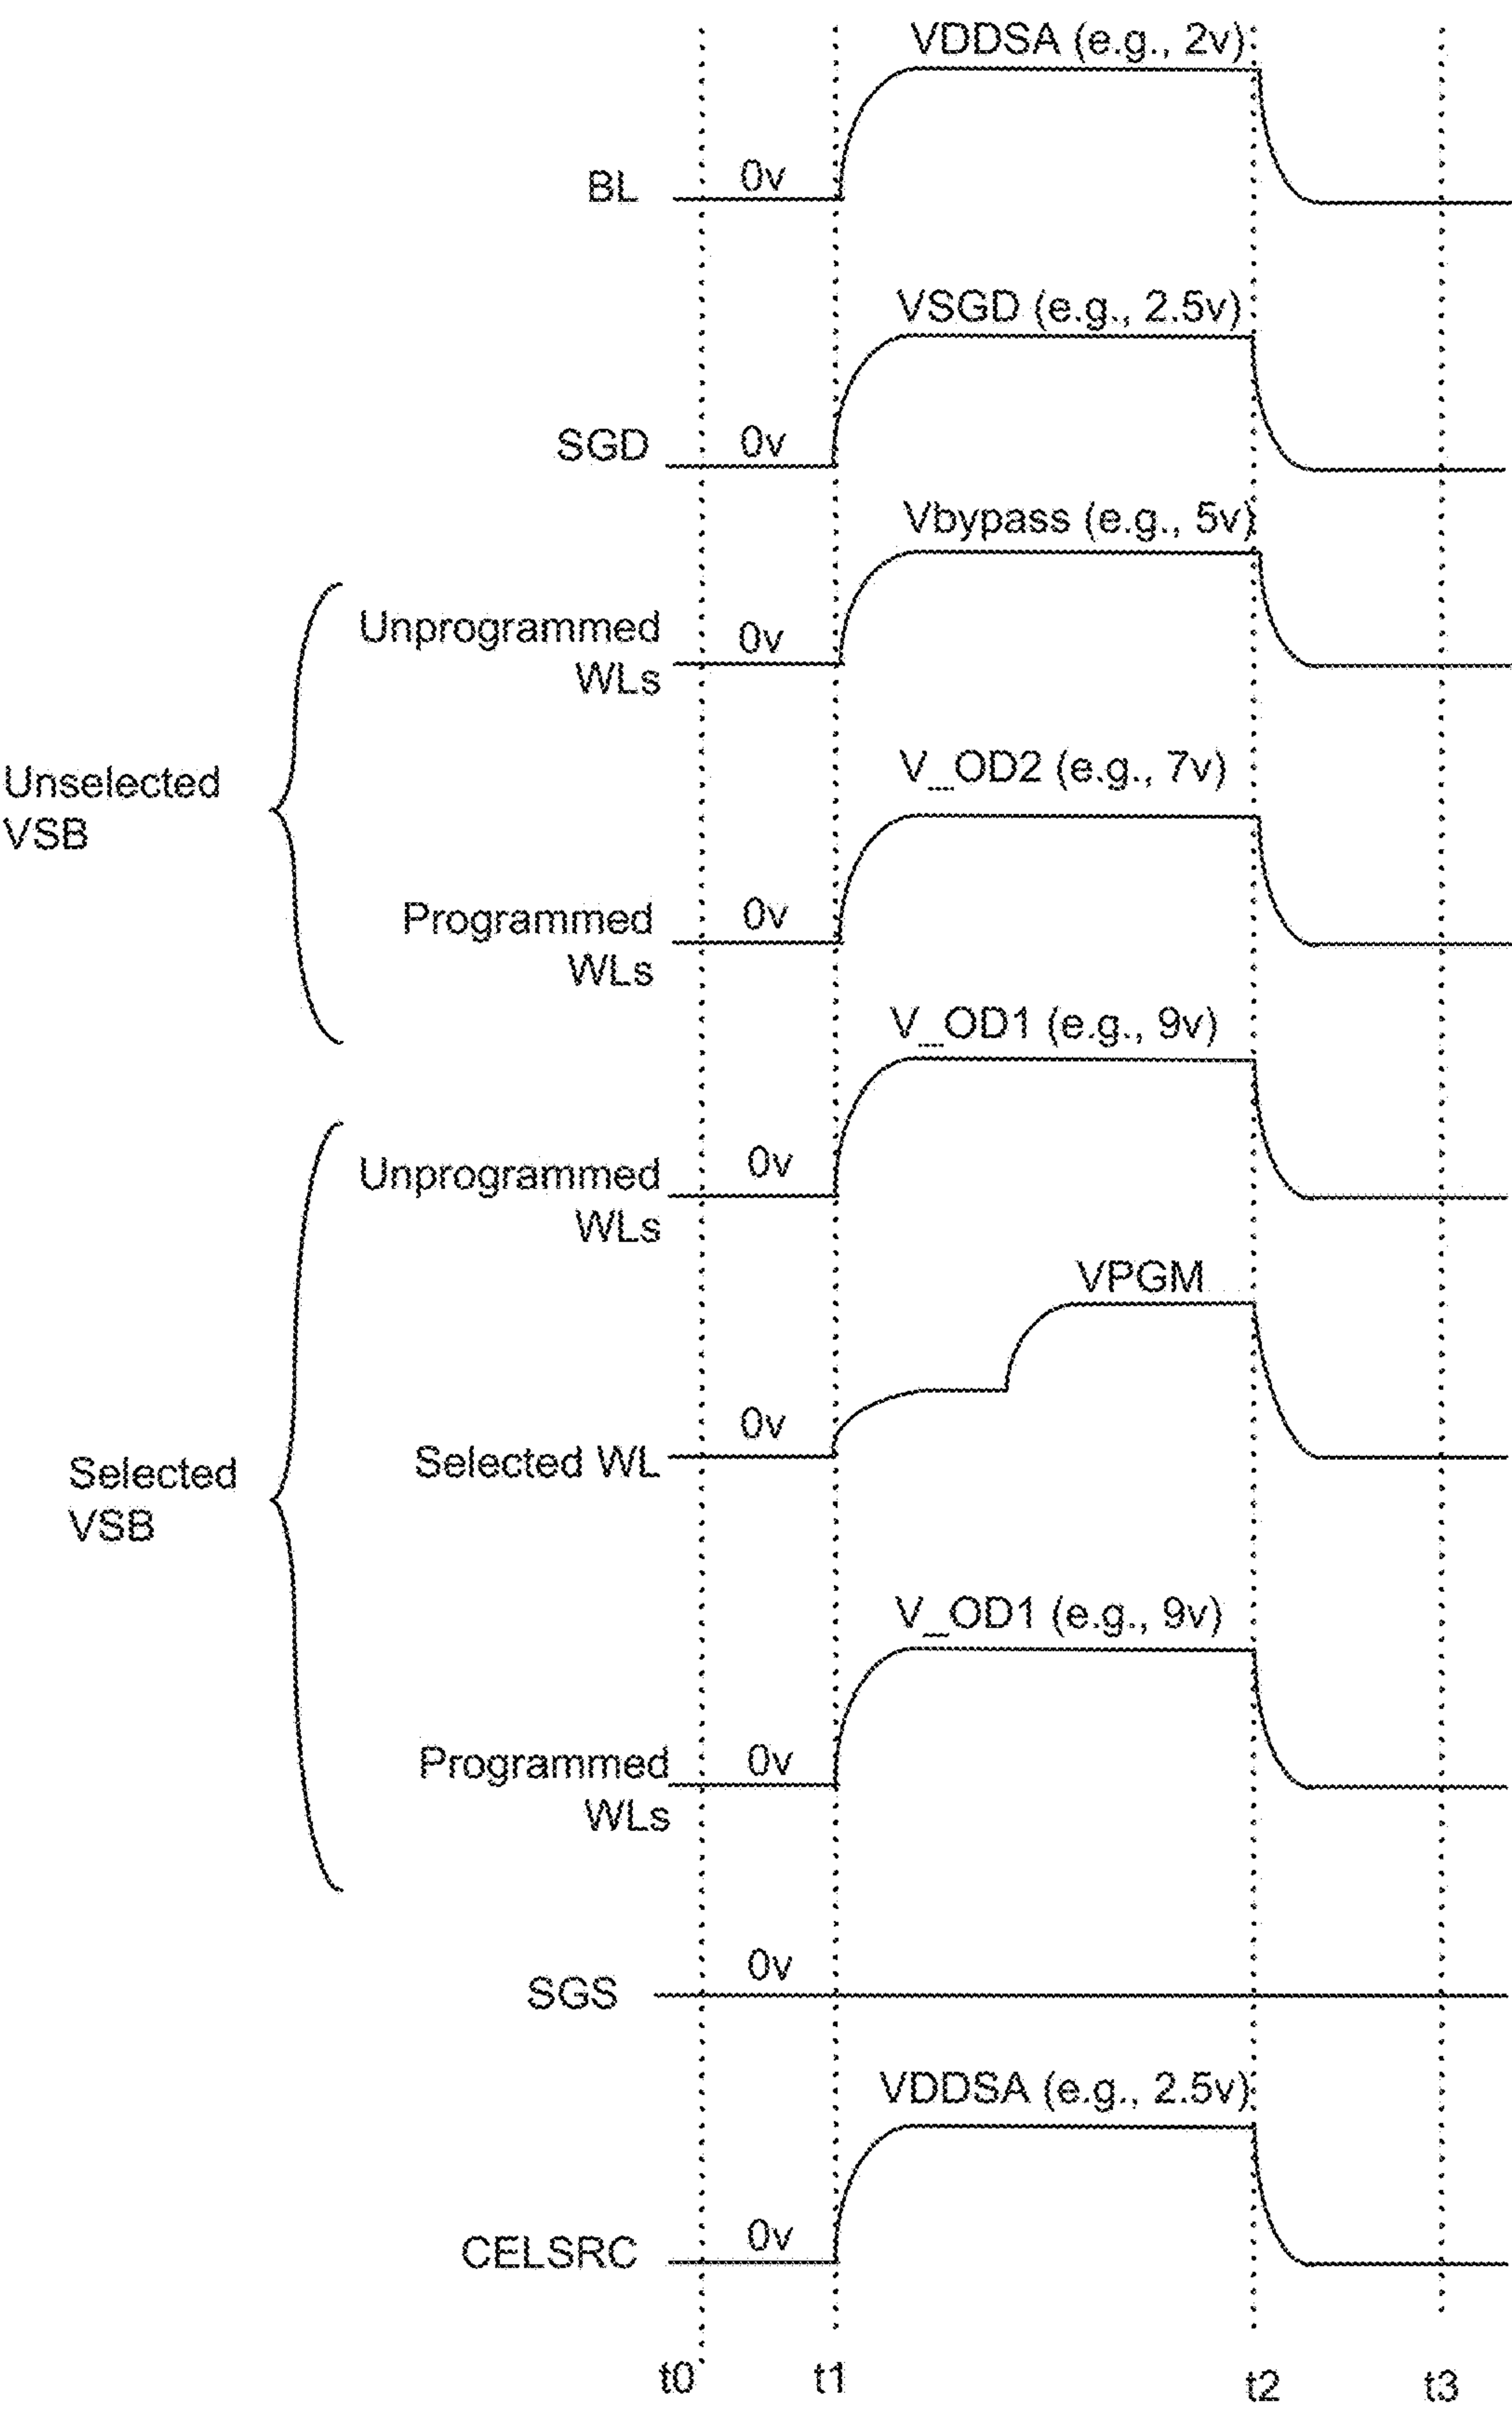 VDDSA (e.g., 2v)
BL
0v
VSGD (e.g., 2.5v)
SGD
0v
Vbypass (e.g., 5v)
Unprogrammed
WLs
0v
Unselected
VSB
V_OD2 (e.g., 7v)
Programmed
WLs
0v
V_OD1 (e.g., 9v)
Unprogrammed
WLs
0v
VPGM
Selected WL
0v
Selected
VSB
V_OD1 (e.g., 9v)
Programmed
WLs
0v
SGS
0v
VDDSA (e.g., 2.5v)
CELSRC
0v
t0 t1 t2 t3